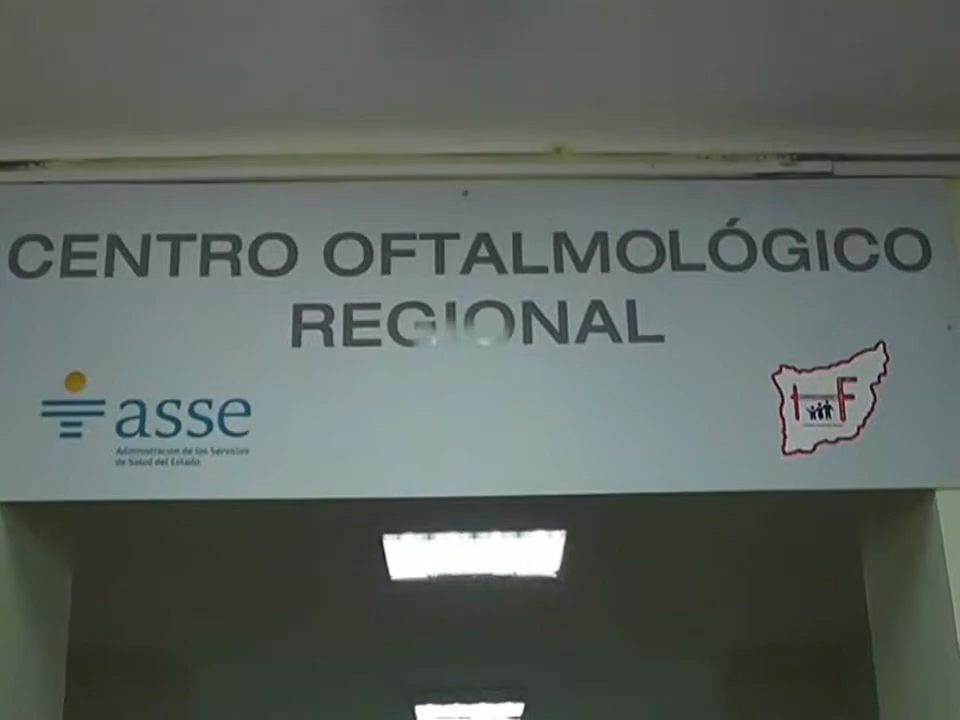 CENTRO OFTALMOLÓGICO
REGIONAL
asse
Administración de los Servicios
de Salud del Estado
F